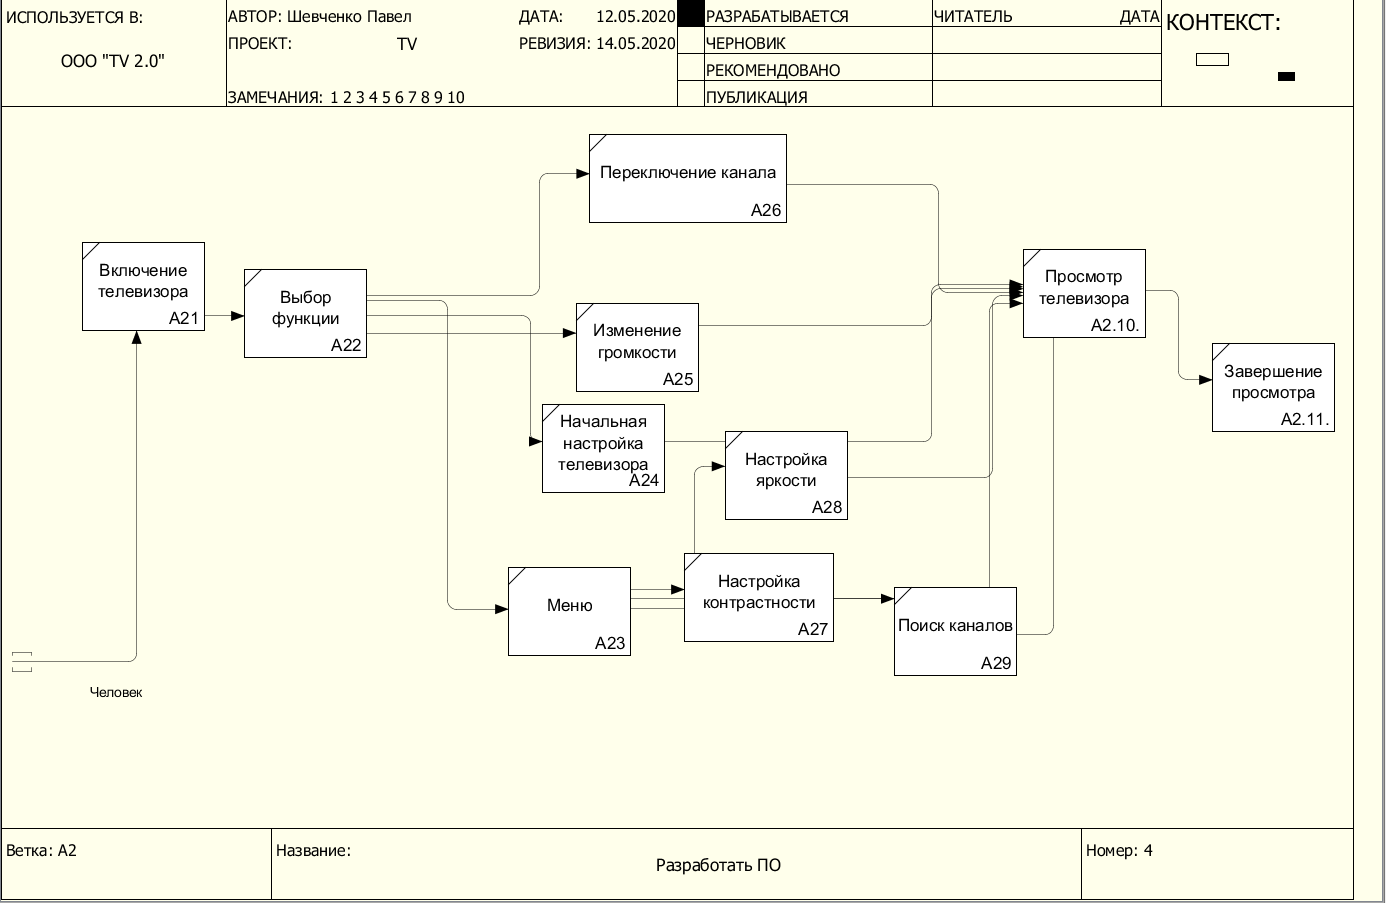 ИСПОЛЬЗУЕТСЯ В:
ООО "TV 2.0"
АВТОР: Шевченко Павел
ДАТА: 12.05.2020
ПРОЕКТ: TV
РЕВИЗИЯ: 14.05.2020
ЗАМЕЧАНИЯ: 1 2 3 4 5 6 7 8 9 10
РАЗРАБАТЫВАЕТСЯ
ЧЕРНОВИК
РЕКОМЕНДОВАНО
ПУБЛИКАЦИЯ
ЧИТАТЕЛЬ
ДАТА
КОНТЕКСТ:
Переключение канала
A26
Включение
телевизора
A21
Выбор
функции
A22
Изменение
громкости
A25
Просмотр
телевизора
A2.10.
Завершение
просмотра
A2.11.
Начальная
настройка
телевизора
A24
Настройка
яркости
A28
Меню
A23
Настройка
контрастности
A27
Поиск каналов
A29
Человек
Ветка: A2
Название:
Разработать ПО
Номер: 4